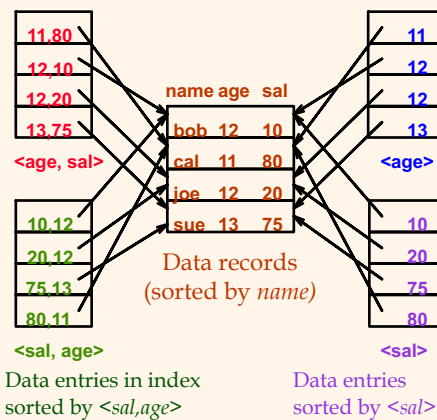 11,80
12,10
12,20
13,75
<age, sal>
10,12
20,12
75,13
80,11
<sal, age>
Data entries in index
sorted by <sal,age>
name age sal
bob 12 10
cal 11 80
joe 12 20
sue 13 75
Data records
(sorted by name)
11
12
12
13
<age>
10
20
75
80
<sal>
Data entries
sorted by <sal>